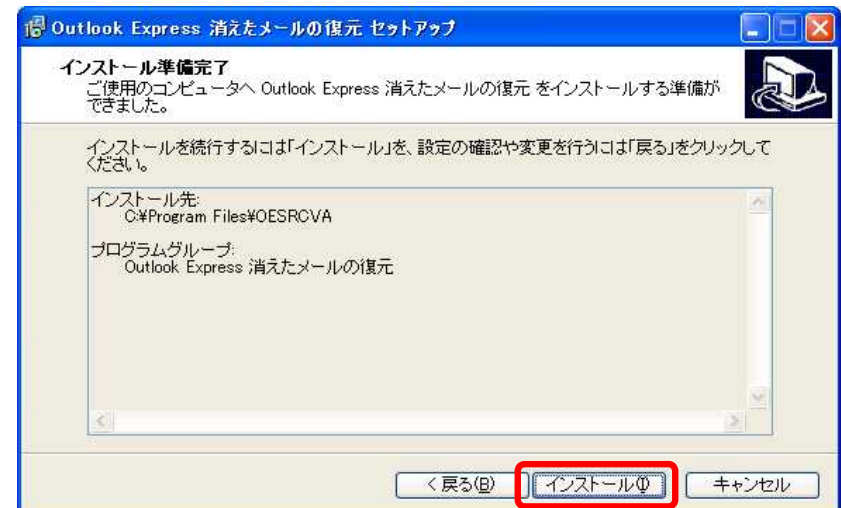 Outlook Express 消えたメールの復元 セットアップ
インストール準備完了
ご使用のコンピュータへ Outlook Express 消えたメールの復元 をインストールする準備が
できました。
インストールを続行するには「インストール」を、設定の確認や変更を行うには「戻る」をクリックして
ください。
インストール先:
C:¥Program Files¥OESRCVA
プログラムグループ:
Outlook Express 消えたメールの復元
< 戻る(B)
インストール(I)
キャンセル